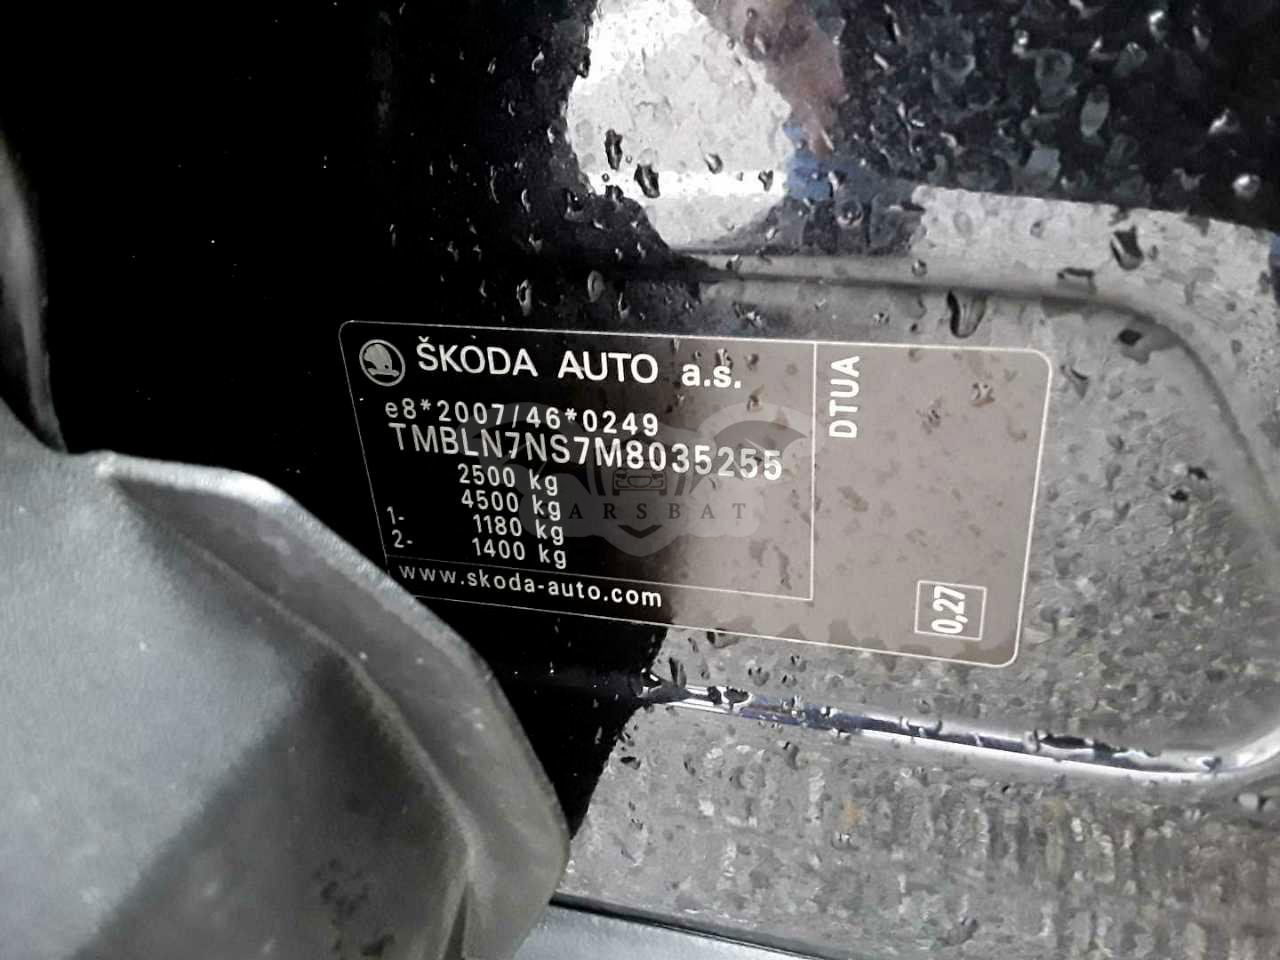 ŠKODA AUTO a.s.
e8*2007/46*0249
TMBLN7NS7M8035255
2500 kg
4500 kg
1- 1180 kg
2- 1400 kg
www.skoda-auto.com
DTUA
0,27
CARSBAT